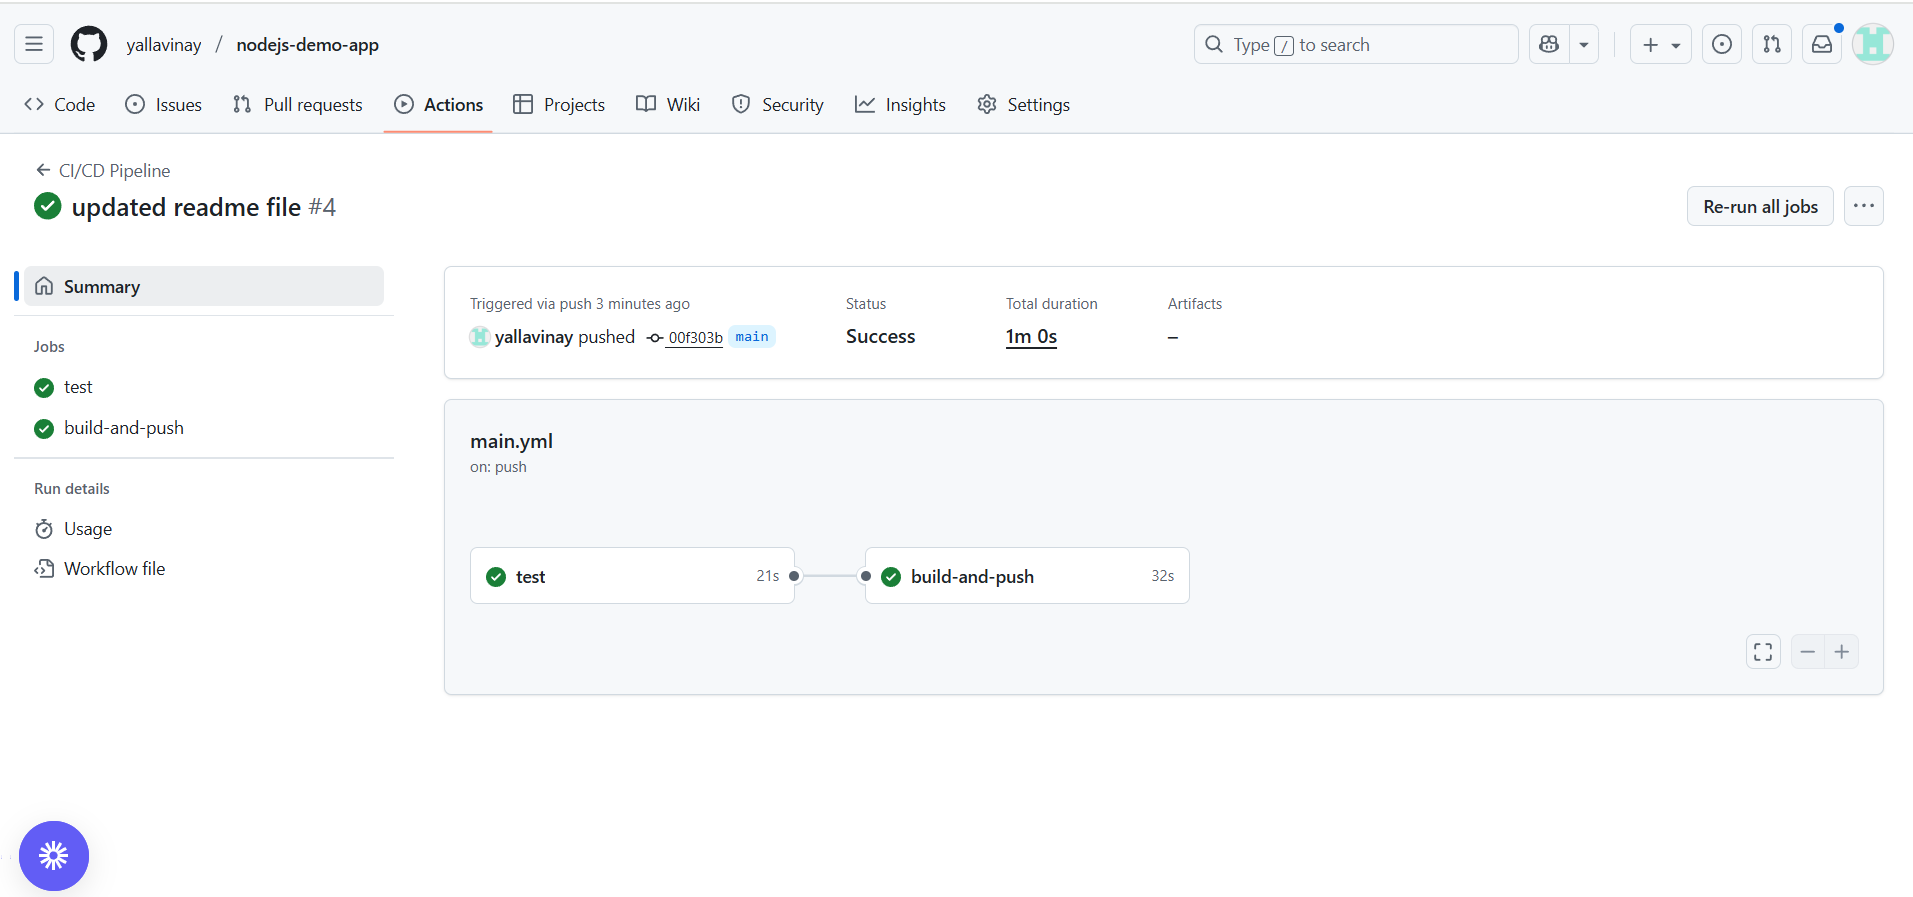 yallavinay / nodejs-demo-app
Type / to search
Code
Issues
Pull requests
Actions
Projects
Wiki
Security
Insights
Settings
CI/CD Pipeline
updated readme file #4
Re-run all jobs
Summary
Jobs
test
build-and-push
Run details
Usage
Workflow file
Triggered via push 3 minutes ago
yallavinay pushed 00f303b main
Status
Success
Total duration
1m 0s
Artifacts
–
main.yml
on: push
test 21s
build-and-push 32s